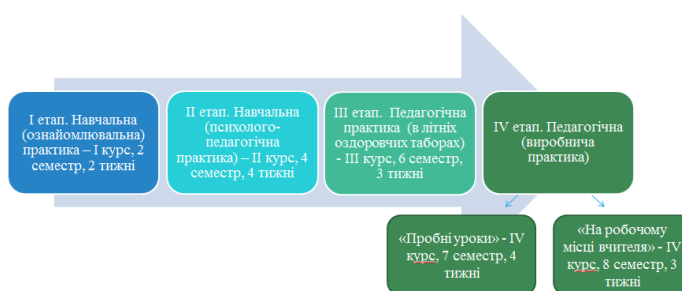 І етап. Навчальна
(ознайомлювальна)
практика – І курс, 2
семестр, 2 тижні
ІІ етап. Навчальна
(психолого-
педагогічна
практика) – ІІ курс, 4
семестр, 4 тижні
ІІІ етап. Педагогічна
практика (в літніх
оздоровчих таборах)
- ІІІ курс, 6 семестр,
3 тижні
IV етап. Педагогічна
(виробнича
практика)
«Пробні уроки» - IV
курс, 7 семестр, 4
тижні
«На робочому
місці вчителя» - IV
курс, 8 семестр, 3
тижні